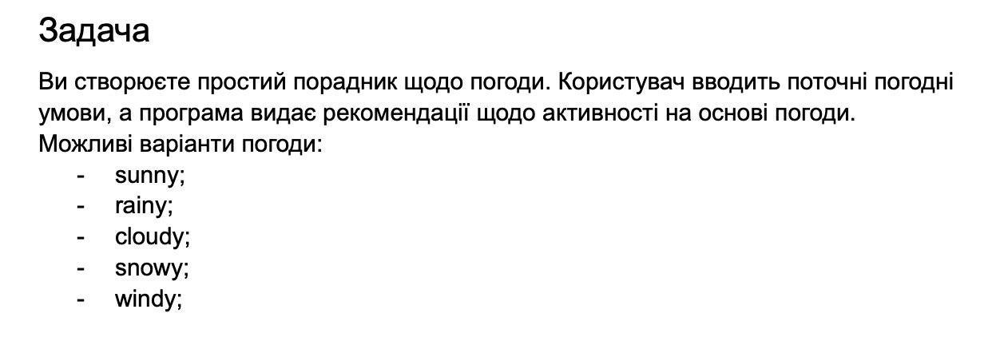 Задача
Ви створюєте простий порадник щодо погоди. Користувач вводить поточні погодні
умови, а програма видає рекомендації щодо активності на основі погоди.
Можливі варіанти погоди:
- sunny;
- rainy;
- cloudy;
- snowy;
- windy;